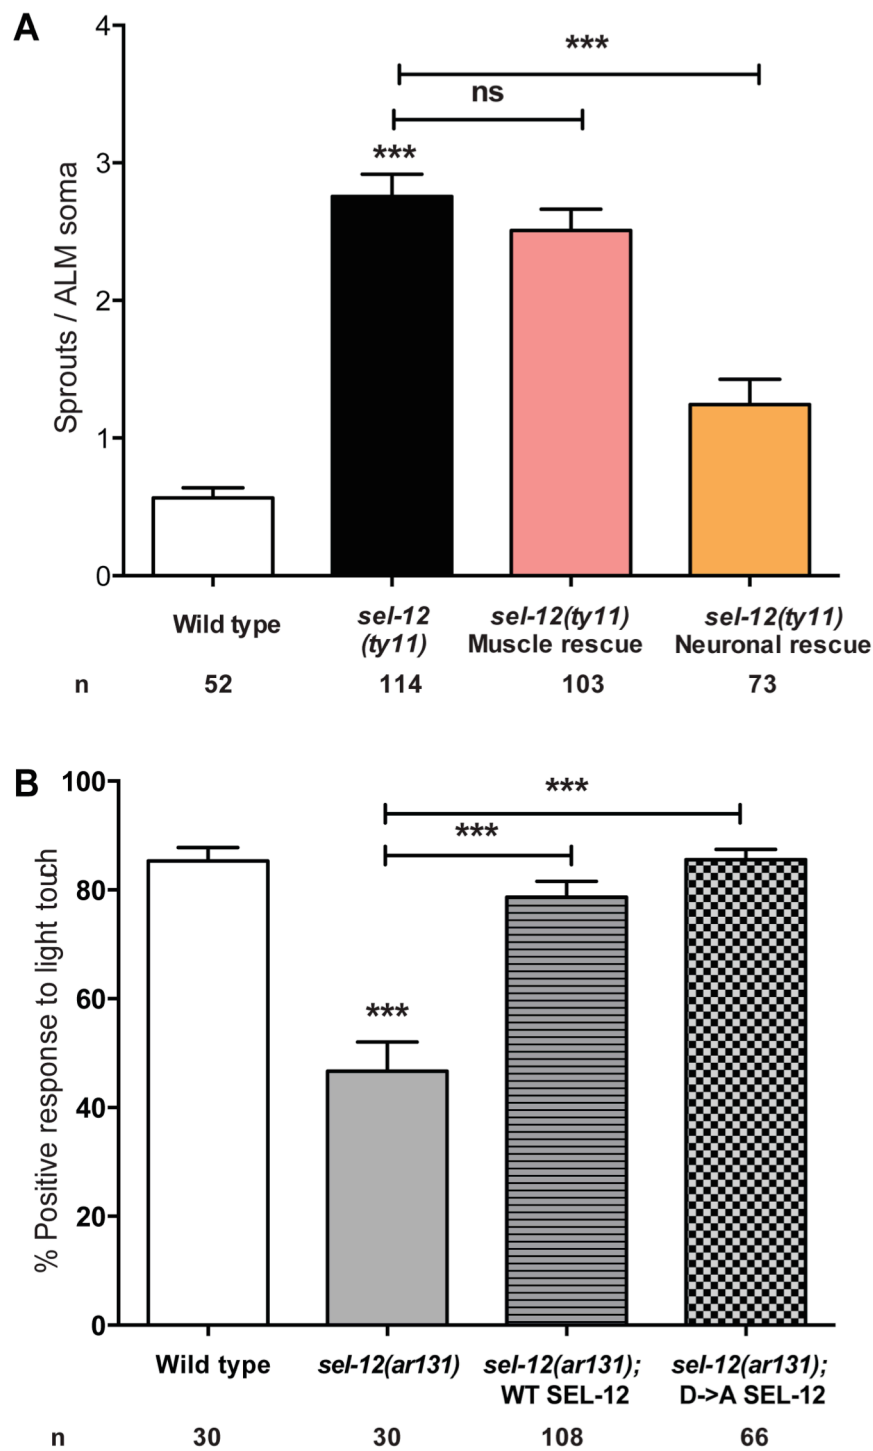 A
4
***
ns
***
3
2
1
0
Sprouts / ALM soma
Wild type
sel-12
(ty11)
sel-12(ty11)
Muscle rescue
sel-12(ty11)
Neuronal rescue
n 52 114 103 73
B
100
***
***
80
60
***
40
20
0
% Positive response to light touch
Wild type
sel-12(ar131)
sel-12(ar131);
WT SEL-12
sel-12(ar131);
D->A SEL-12
n 30 30 108 66